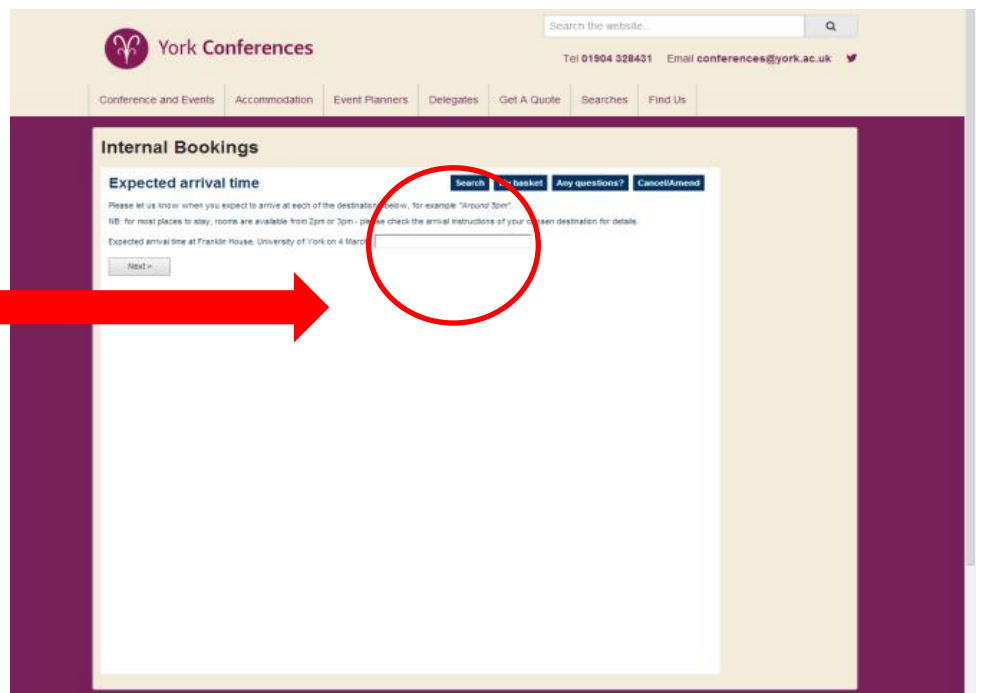 Search the website...
York Conferences
Tel 01904 328431 Email conferences@york.ac.uk
Conference and Events Accommodation Event Planners Delegates Get A Quote Searches Find Us
Internal Bookings
Expected arrival time
Search basket Any questions? Cancel/Amend
Please let us know when you expect to arrive at each of the destinations below, for example "Around 5pm".
NB: for most places to stay, rooms are available from 2pm or 3pm - please check the arrival instructions of your chosen destination for details.
Expected arrival time at Franklin House, University of York on 4 March
Next >